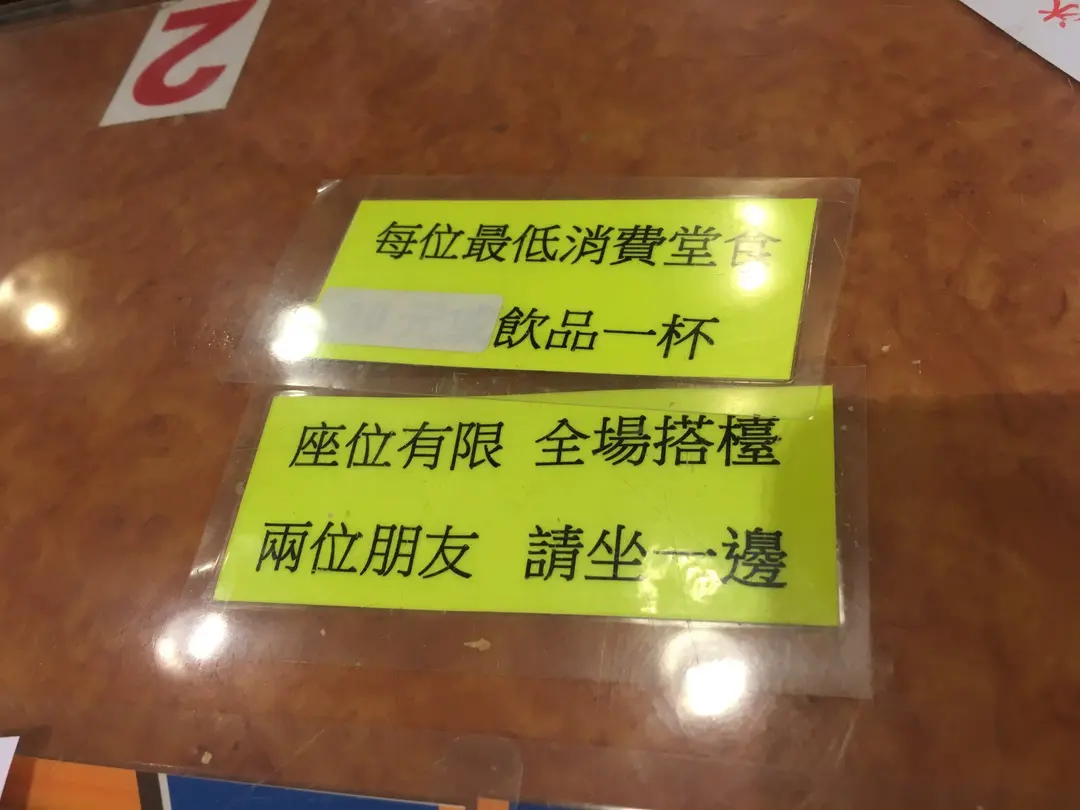 2
每位最低消費堂食
飲品一杯
座位有限 全場搭檯
兩位朋友 請坐一邊